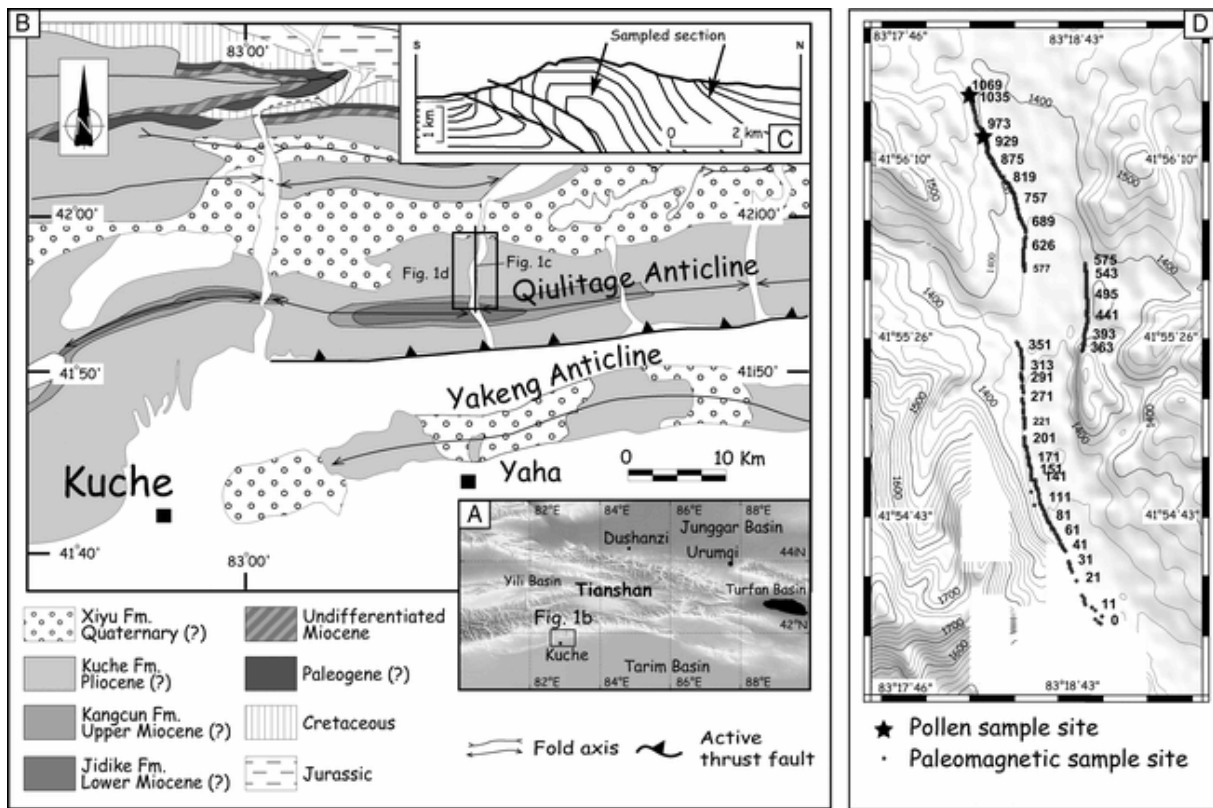 B
83°00'
S
Sampled section
N
1 km
0 2 km
C
N
42°00'
42°00'
Fig. 1d
Fig. 1c
Qiulitage Anticline
41°50'
41°50'
Yakeng Anticline
Kuche
Yaha
0 10 Km
41°40'
83°00'
A
82°E 84°E 86°E 88°E
Dushanzi
Junggar Basin
Urumqi
44°N
Yili Basin
Tianshan
Turfan Basin
Fig. 1b
42°N
Kuche
Tarim Basin
82°E 84°E 86°E 88°E
Xiyu Fm.
Quaternary (?)
Kuche Fm.
Pliocene (?)
Kangcun Fm.
Upper Miocene (?)
Jidike Fm.
Lower Miocene (?)
Undifferentiated
Miocene
Paleogene (?)
Cretaceous
Jurassic
Fold axis
Active
thrust fault
D
83°17'46"
83°18'43"
1069
1035
1400
973
929
41°56'10"
41°56'10"
875
1500
1500
819
757
689
626
577
1400
575
543
495
441
393
363
1400
41°55'26"
41°55'26"
351
313
291
271
221
201
171
151
141
111
81
61
41
31
21
11
0
1400
1400
1400
1500
1600
41°54'43"
41°54'43"
1700
1700
1600
83°17'46"
83°18'43"
Pollen sample site
Paleomagnetic sample site